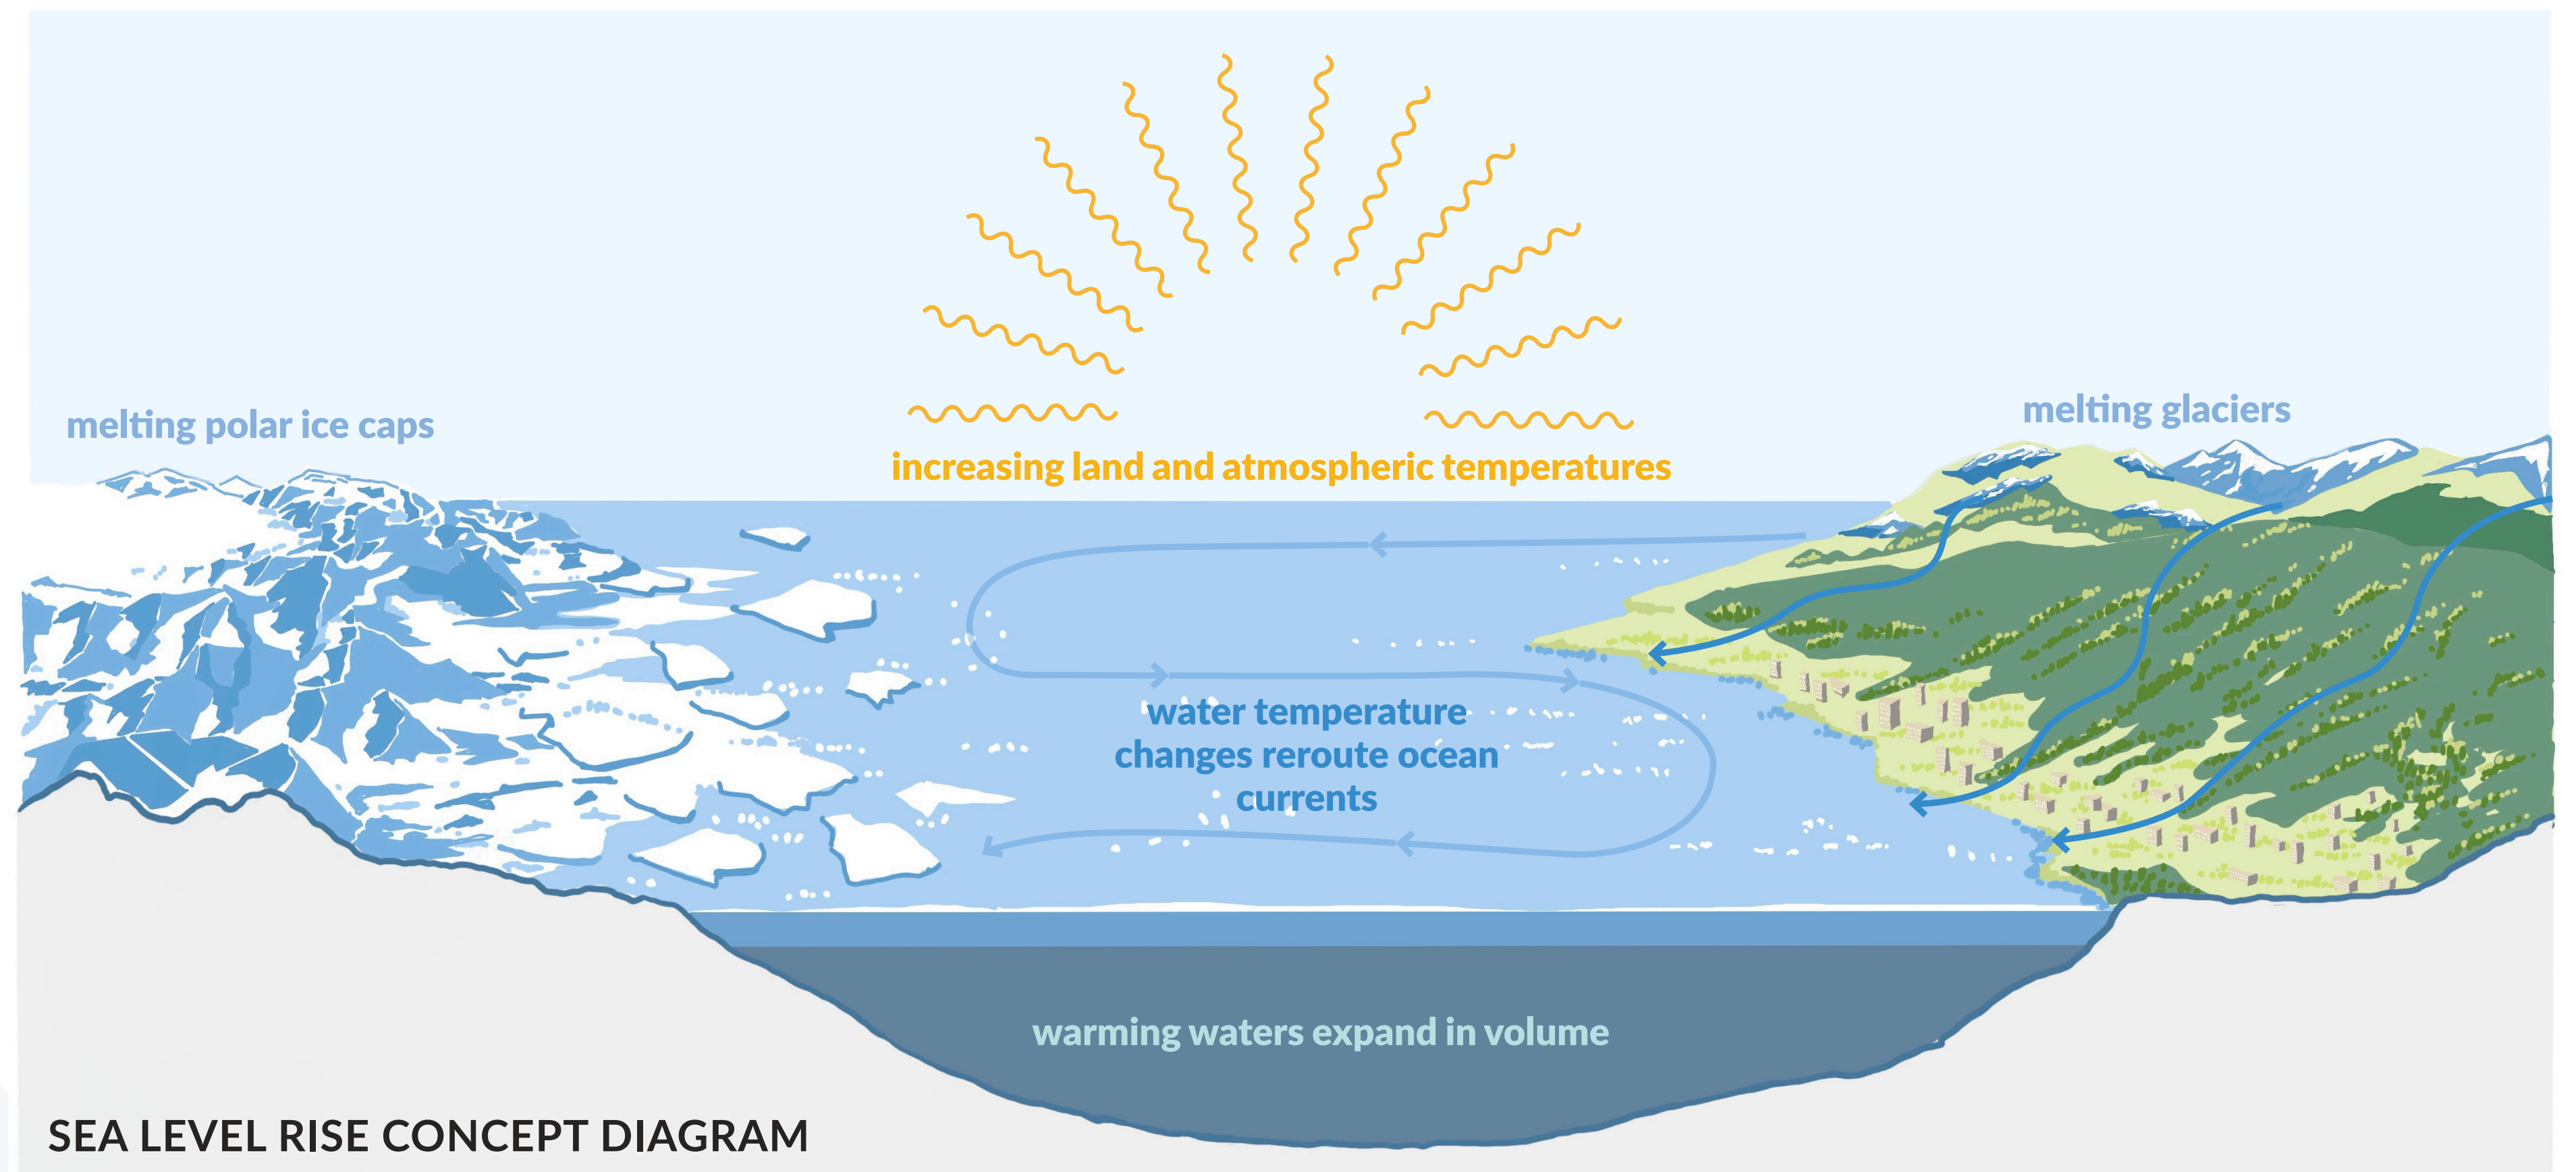 melting polar ice caps
melting glaciers
increasing land and atmospheric temperatures
water temperature
changes reroute ocean
currents
warming waters expand in volume
SEA LEVEL RISE CONCEPT DIAGRAM